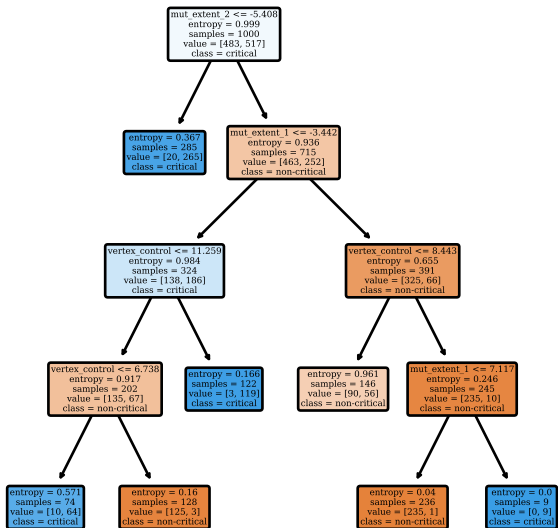 mut_extent_2 <= -5.408
entropy = 0.999
samples = 1000
value = [483, 517]
class = critical
entropy = 0.367
samples = 285
value = [20, 265]
class = critical
mut_extent_1 <= -3.442
entropy = 0.936
samples = 715
value = [463, 252]
class = non-critical
vertex_control <= 11.259
entropy = 0.984
samples = 324
value = [138, 186]
class = critical
vertex_control <= 8.443
entropy = 0.655
samples = 391
value = [325, 66]
class = non-critical
vertex_control <= 6.738
entropy = 0.917
samples = 202
value = [135, 67]
class = non-critical
entropy = 0.166
samples = 122
value = [3, 119]
class = critical
entropy = 0.961
samples = 146
value = [90, 56]
class = non-critical
mut_extent_1 <= 7.117
entropy = 0.246
samples = 245
value = [235, 10]
class = non-critical
entropy = 0.571
samples = 74
value = [10, 64]
class = critical
entropy = 0.16
samples = 128
value = [125, 3]
class = non-critical
entropy = 0.04
samples = 236
value = [235, 1]
class = non-critical
entropy = 0.0
samples = 9
value = [0, 9]
class = critical